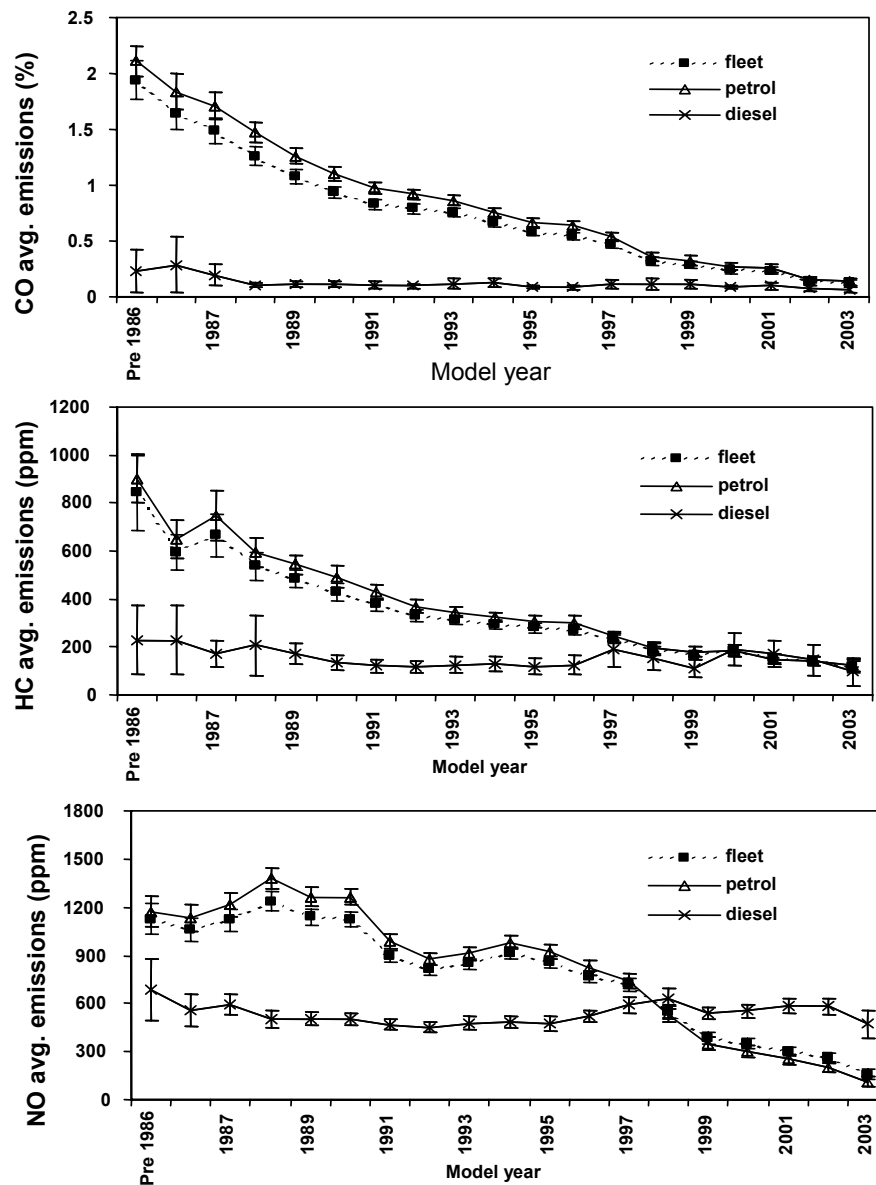 CO avg. emissions (%)
2.5
2
1.5
1
0.5
0
fleet
petrol
diesel
Pre 1986
1987
1989
1991
1993
1995
1997
1999
2001
2003
Model year
HC avg. emissions (ppm)
1200
1000
800
600
400
200
0
fleet
petrol
diesel
Pre 1986
1987
1989
1991
1993
1995
1997
1999
2001
2003
Model year
NO avg. emissions (ppm)
1800
1500
1200
900
600
300
0
fleet
petrol
diesel
Pre 1986
1987
1989
1991
1993
1995
1997
1999
2001
2003
Model year